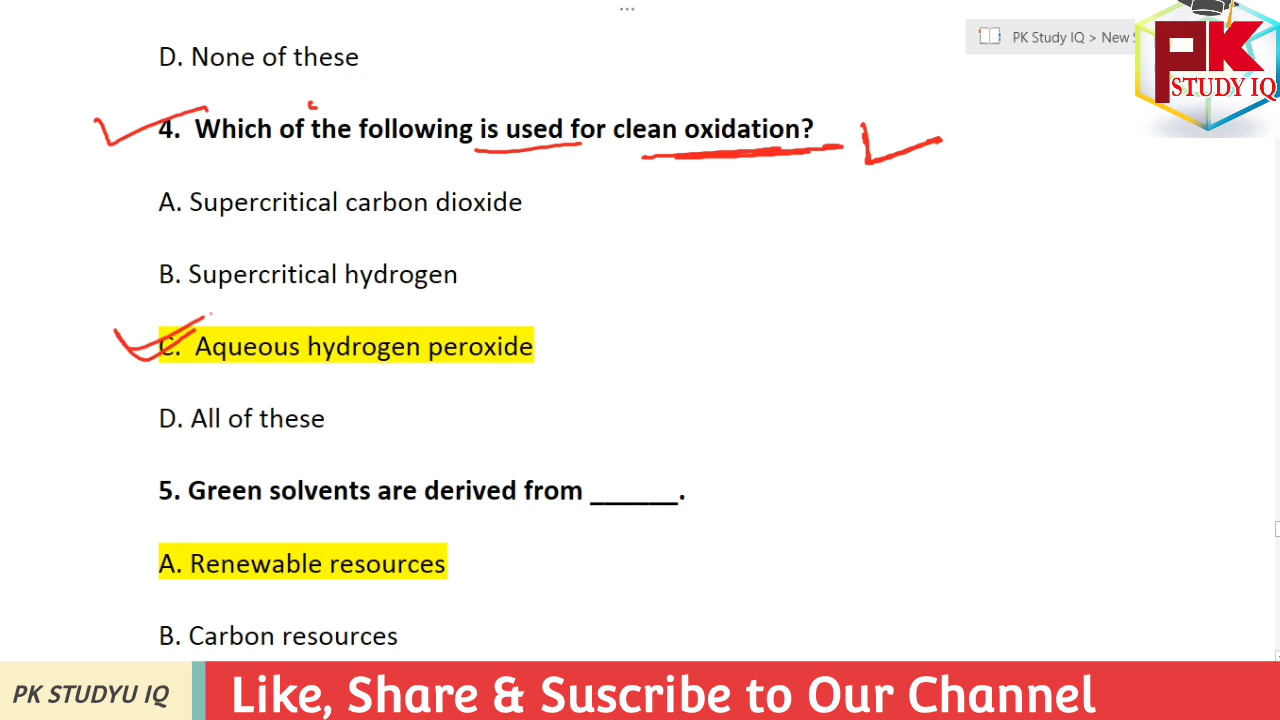 PK Study IQ > New
PK
STUDY IQ
D. None of these
4. Which of the following is used for clean oxidation?
A. Supercritical carbon dioxide
B. Supercritical hydrogen
C. Aqueous hydrogen peroxide
D. All of these
5. Green solvents are derived from ______.
A. Renewable resources
B. Carbon resources
PK STUDYU IQ
Like, Share & Suscribe to Our Channel